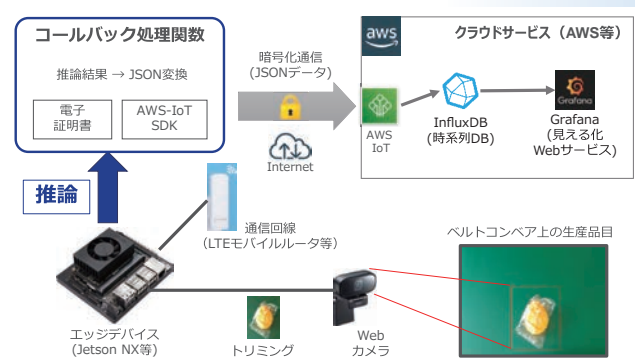 コールバック処理関数
推論結果 → JSON変換
電子
証明書
AWS-IoT
SDK
暗号化通信
(JSONデータ)
Internet
aws
クラウドサービス（AWS等）
AWS
IoT
InfluxDB
(時系列DB)
Grafana
Grafana
(見える化
Webサービス)
推論
通信回線
（LTEモバイルルータ等）
ベルトコンベア上の生産品目
エッジデバイス
(Jetson NX等)
トリミング
Web
カメラ